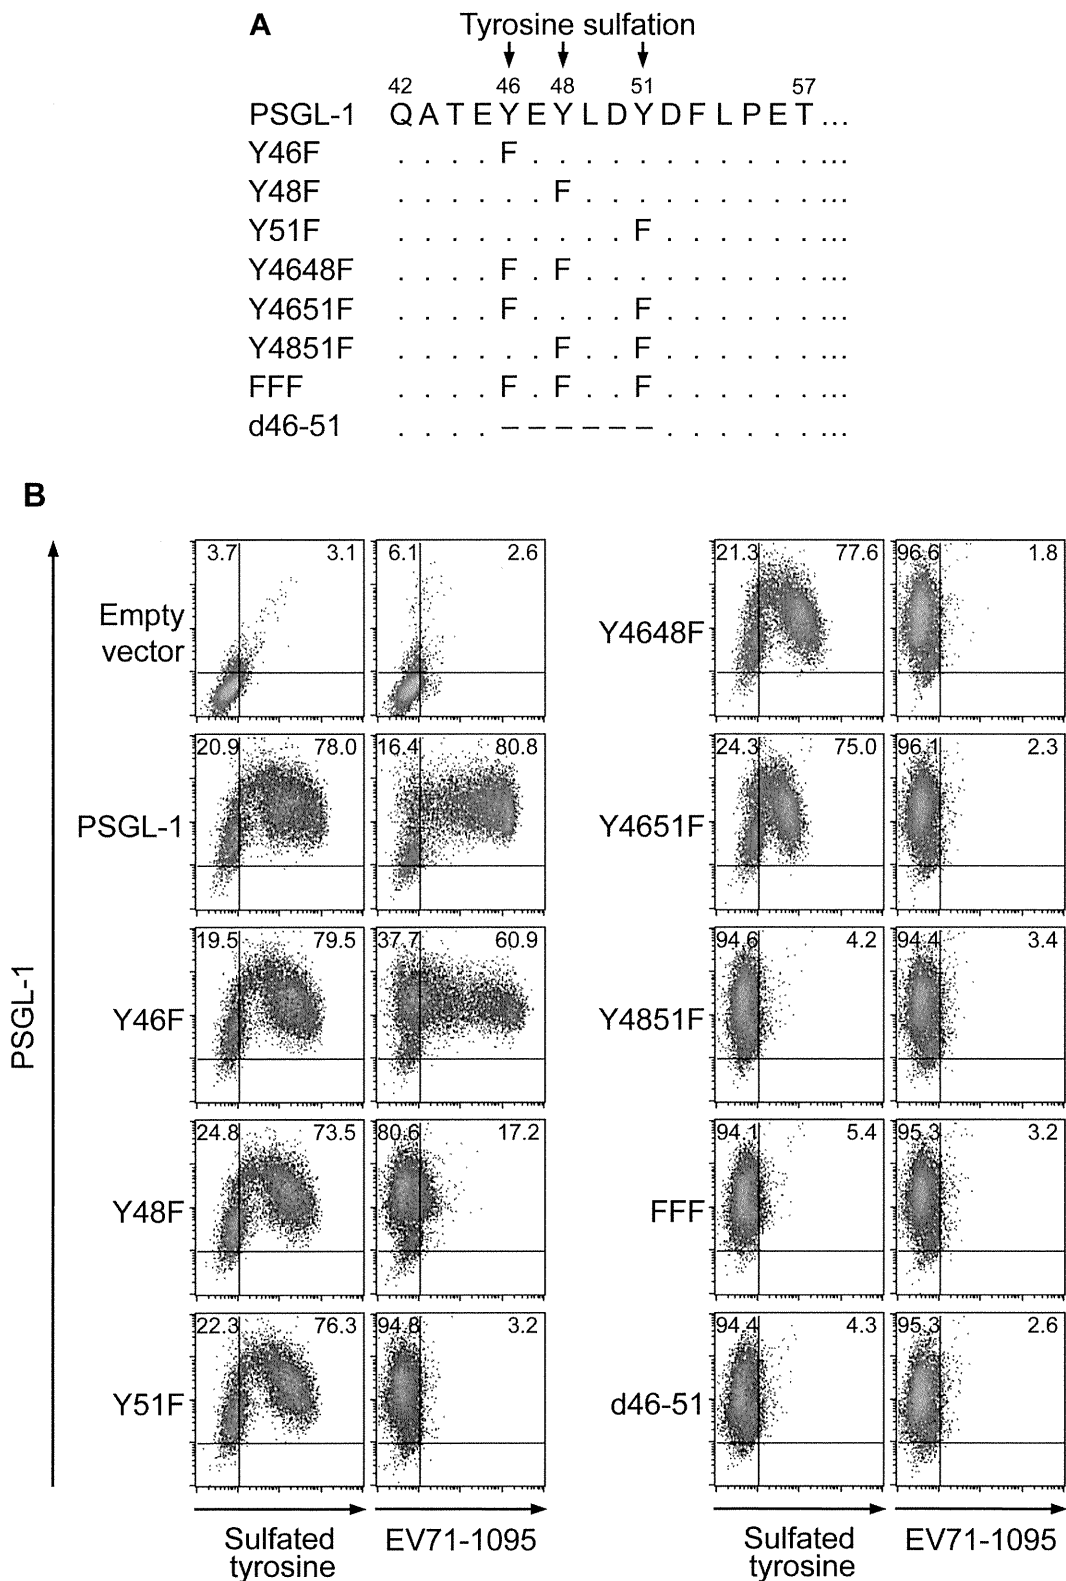 A
Tyrosine sulfation
42 46 48 51 57
PSGL-1 Q A T E Y E Y L D Y D F L P E T ...
Y46F . . . . F . . . . . . . . . . . ...
Y48F . . . . . . F . . . . . . . . . ...
Y51F . . . . . . . . . F . . . . . . ...
Y4648F . . . . F . F . . . . . . . . . ...
Y4651F . . . . F . . . . F . . . . . . ...
Y4851F . . . . . . F . . F . . . . . . ...
FFF . . . . F . F . . F . . . . . . ...
d46-51 . . . . – – – – – – . . . . . . ...
B
PSGL-1
Empty vector
3.7 3.1
6.1 2.6
PSGL-1
20.9 78.0
16.4 80.8
Y46F
19.5 79.5
37.7 60.9
Y48F
24.8 73.5
80.6 17.2
Y51F
22.3 76.3
94.8 3.2
Sulfated tyrosine
EV71-1095
Y4648F
21.3 77.6
96.6 1.8
Y4651F
24.3 75.0
96.1 2.3
Y4851F
94.6 4.2
94.4 3.4
FFF
94.1 5.4
95.3 3.2
d46-51
94.4 4.3
95.3 2.6
Sulfated tyrosine
EV71-1095